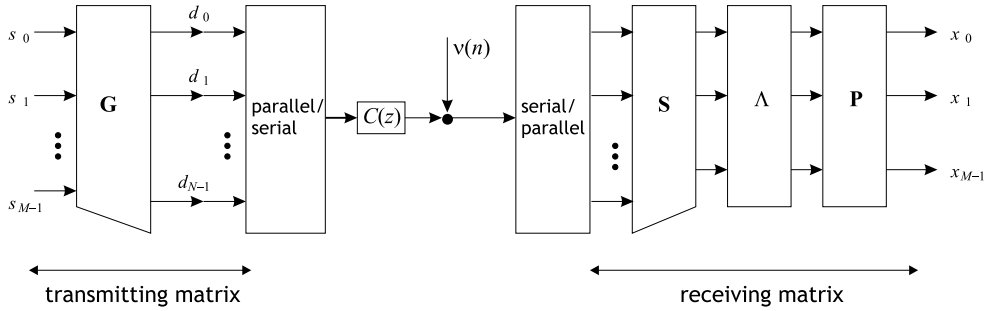 s 0
s 1
s M–1
G
d 0
d 1
d N–1
parallel/
serial
C(z)
ν(n)
serial/
parallel
S
Λ
P
x 0
x 1
x M–1
transmitting matrix
receiving matrix